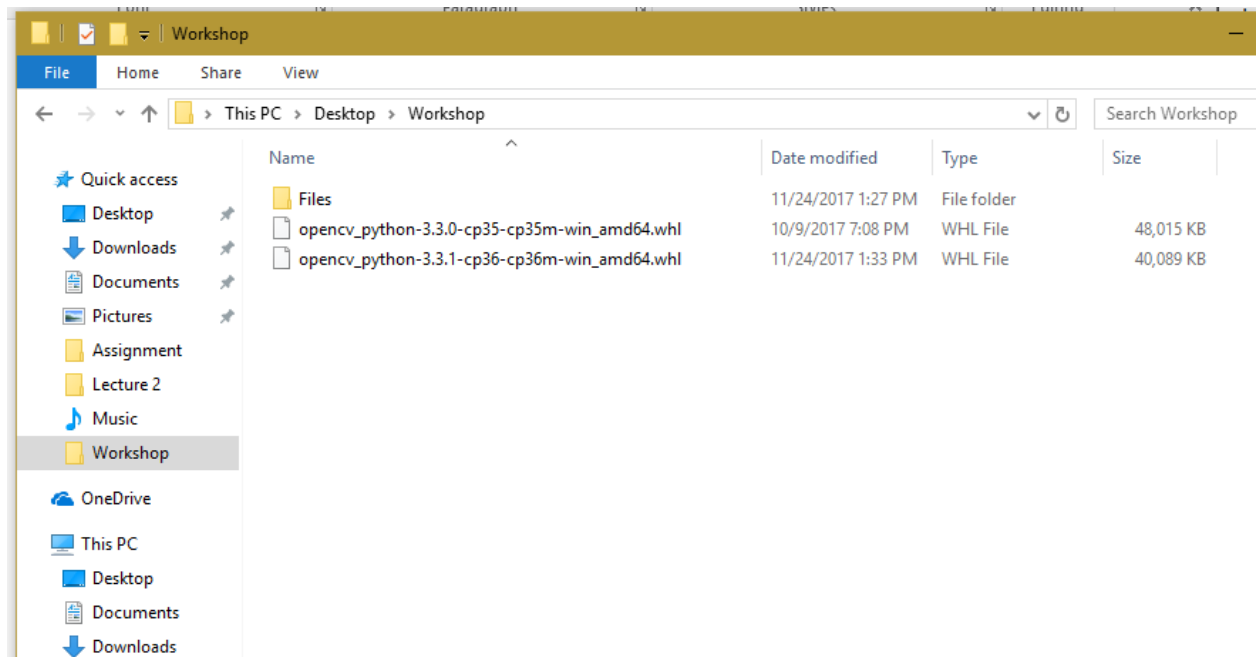 Workshop
File Home Share View
This PC > Desktop > Workshop
Search Workshop
Name Date modified Type Size
Files 11/24/2017 1:27 PM File folder
opencv_python-3.3.0-cp35-cp35m-win_amd64.whl 10/9/2017 7:08 PM WHL File 48,015 KB
opencv_python-3.3.1-cp36-cp36m-win_amd64.whl 11/24/2017 1:33 PM WHL File 40,089 KB
Quick access
Desktop
Downloads
Documents
Pictures
Assignment
Lecture 2
Music
Workshop
OneDrive
This PC
Desktop
Documents
Downloads